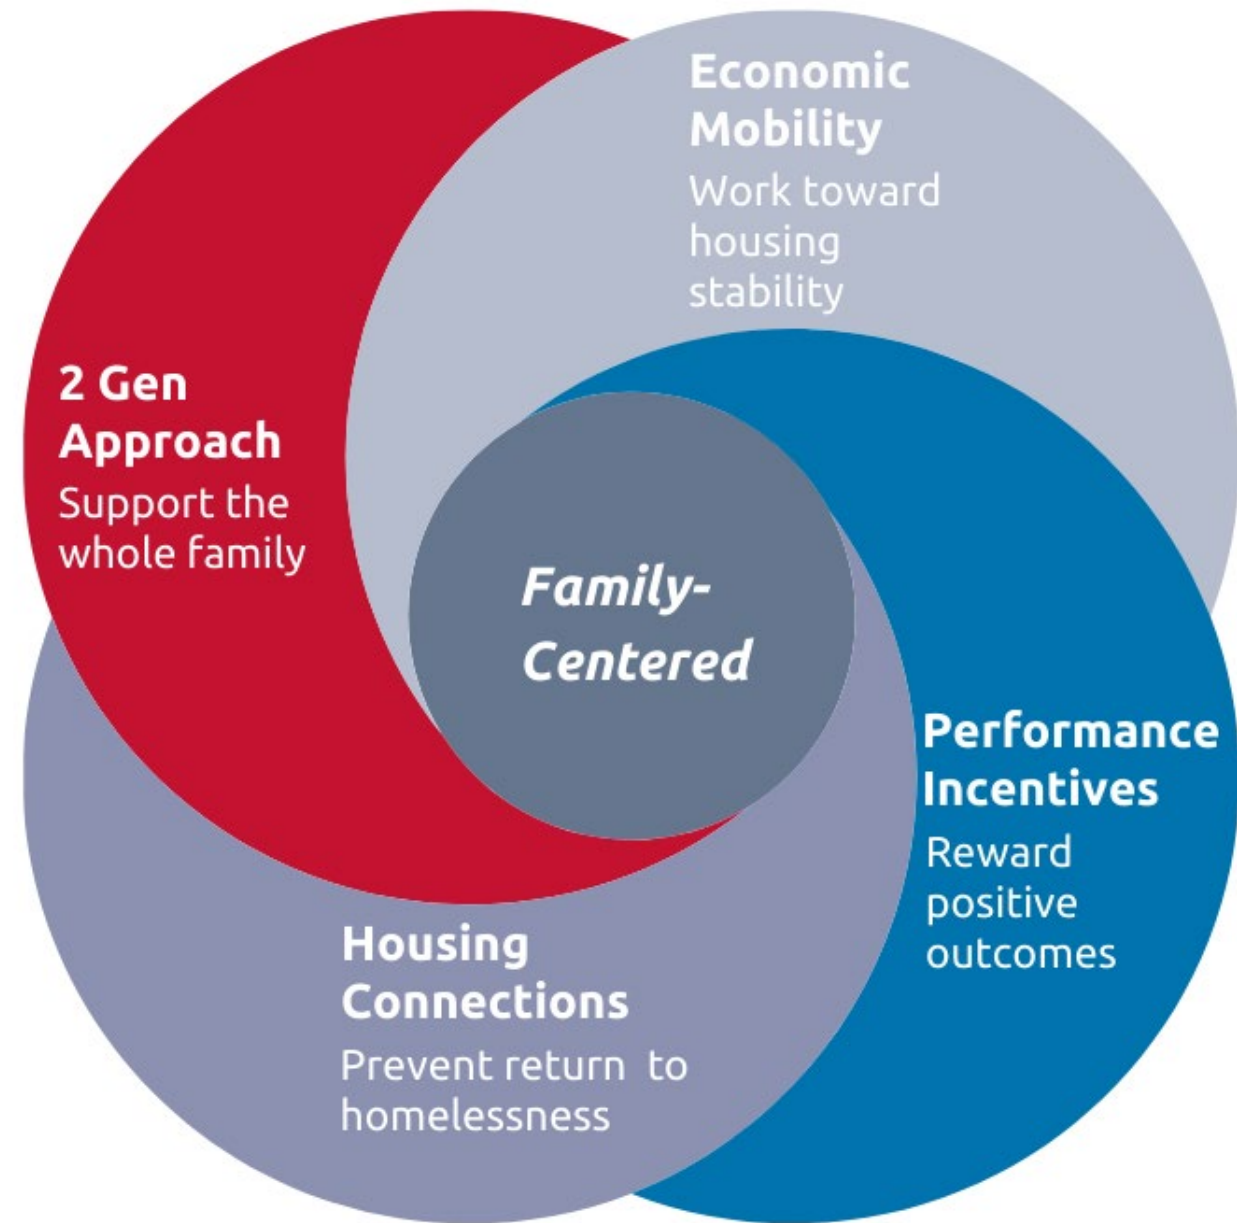 Economic
Mobility
Work toward
housing
stability
2 Gen
Approach
Support the
whole family
Family-
Centered
Performance
Incentives
Reward
positive
outcomes
Housing
Connections
Prevent return  to
homelessness